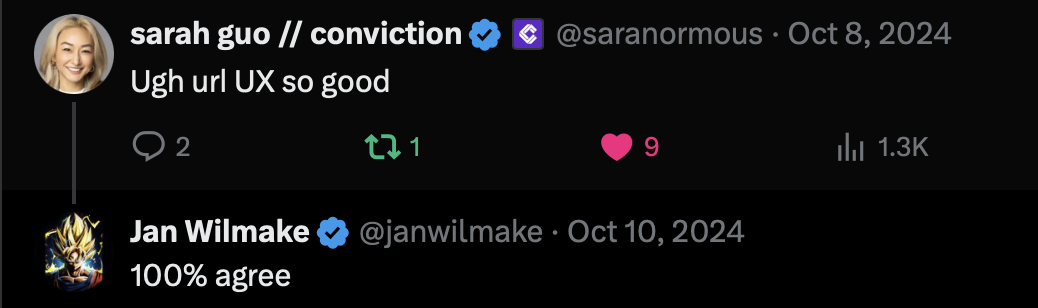 sarah guo // conviction @saranormous · Oct 8, 2024
Ugh url UX so good
2 1 9 1.3K
Jan Wilmake @janwilmake · Oct 10, 2024
100% agree